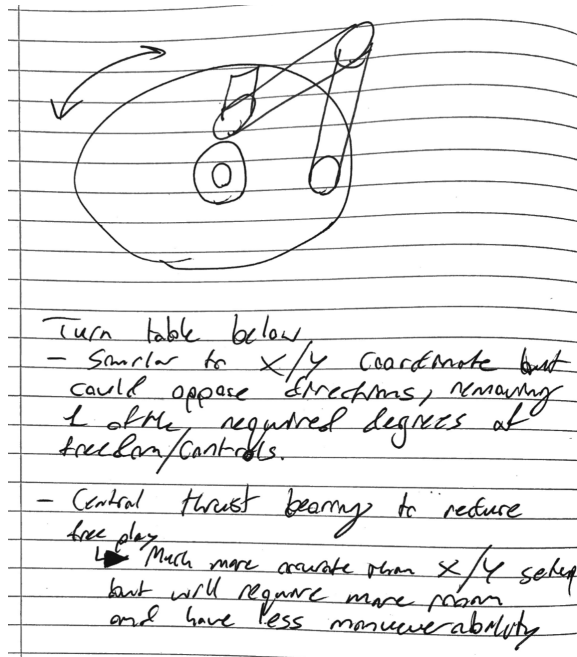 Turn table below
- Similar to X/Y coordinate but
could oppose directions, removing
1 of the required degrees of
freedom/controls.
- Central thrust bearing to reduce
free play
Much more accurate than X/Y setup
but will require more room
and have less manueverability